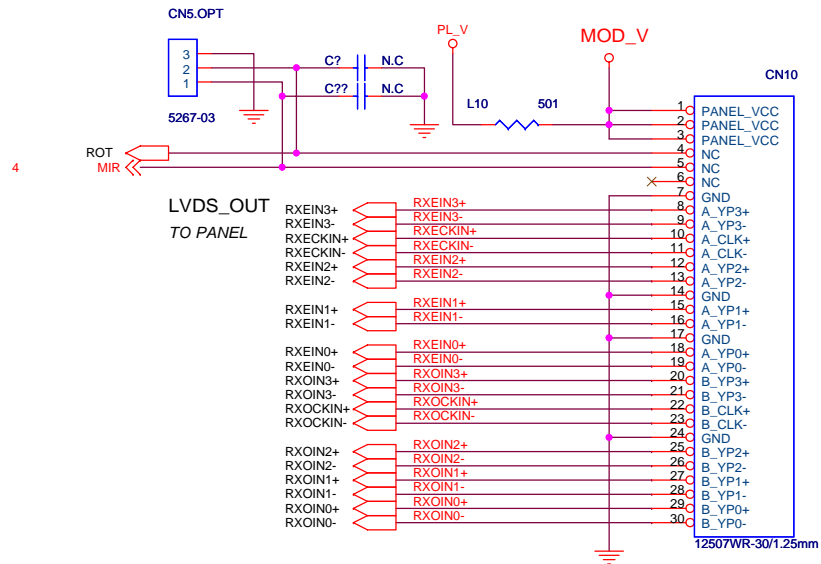 CN5.OPT
PL_V
MOD_V
3
2
1
C?
N.C
C??
N.C
CN10
L10
501
5267-03
1 PANEL_VCC
2 PANEL_VCC
3 PANEL_VCC
ROT
4 NC
4
MIR
5 NC
6 NC
LVDS_OUT
TO PANEL
7 GND
RXEIN3+ RXEIN3+ 8 A_YP3+
RXEIN3- RXEIN3- 9 A_YP3-
RXECKIN+ RXECKIN+ 10 A_CLK+
RXECKIN- RXECKIN- 11 A_CLK-
RXEIN2+ RXEIN2+ 12 A_YP2+
RXEIN2- RXEIN2- 13 A_YP2-
14 GND
RXEIN1+ RXEIN1+ 15 A_YP1+
RXEIN1- RXEIN1- 16 A_YP1-
17 GND
RXEIN0+ RXEIN0+ 18 A_YP0+
RXEIN0- RXEIN0- 19 A_YP0-
RXOIN3+ RXOIN3+ 20 B_YP3+
RXOIN3- RXOIN3- 21 B_YP3-
RXOCKIN+ RXOCKIN+ 22 B_CLK+
RXOCKIN- RXOCKIN- 23 B_CLK-
24 GND
RXOIN2+ RXOIN2+ 25 B_YP2+
RXOIN2- RXOIN2- 26 B_YP2-
RXOIN1+ RXOIN1+ 27 B_YP1+
RXOIN1- RXOIN1- 28 B_YP1-
RXOIN0+ RXOIN0+ 29 B_YP0+
RXOIN0- RXOIN0- 30 B_YP0-
12507WR-30/1.25mm